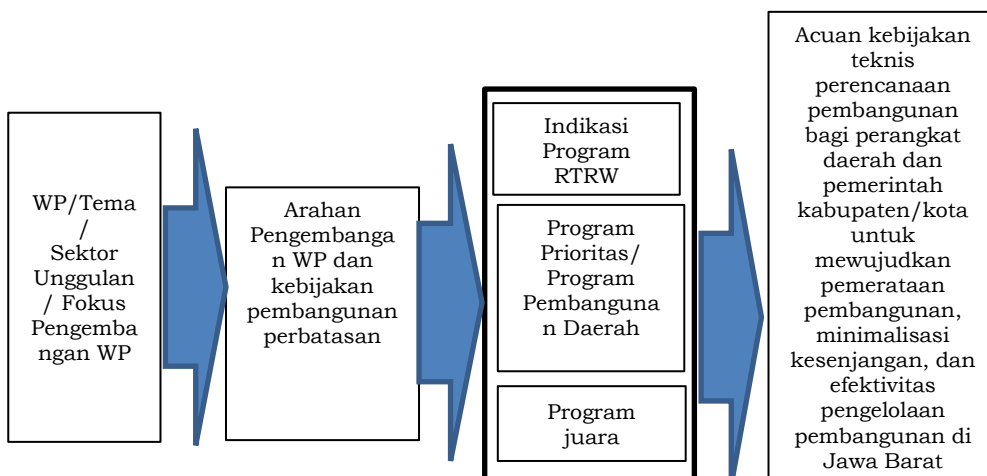 WP/Tema
/
Sektor
Unggulan
/ Fokus
Pengemba
ngan WP
Arahan
Pengembanga
n WP dan
kebijakan
pembangunan
perbatasan
Indikasi
Program
RTRW
Program
Prioritas/
Program
Pembanguna
n Daerah
Program
juara
Acuan kebijakan
teknis
perencanaan
pembangunan
bagi perangkat
daerah dan
pemerintah
kabupaten/kota
untuk
mewujudkan
pemerataan
pembangunan,
minimalisasi
kesenjangan, dan
efektivitas
pengelolaan
pembangunan di
Jawa Barat